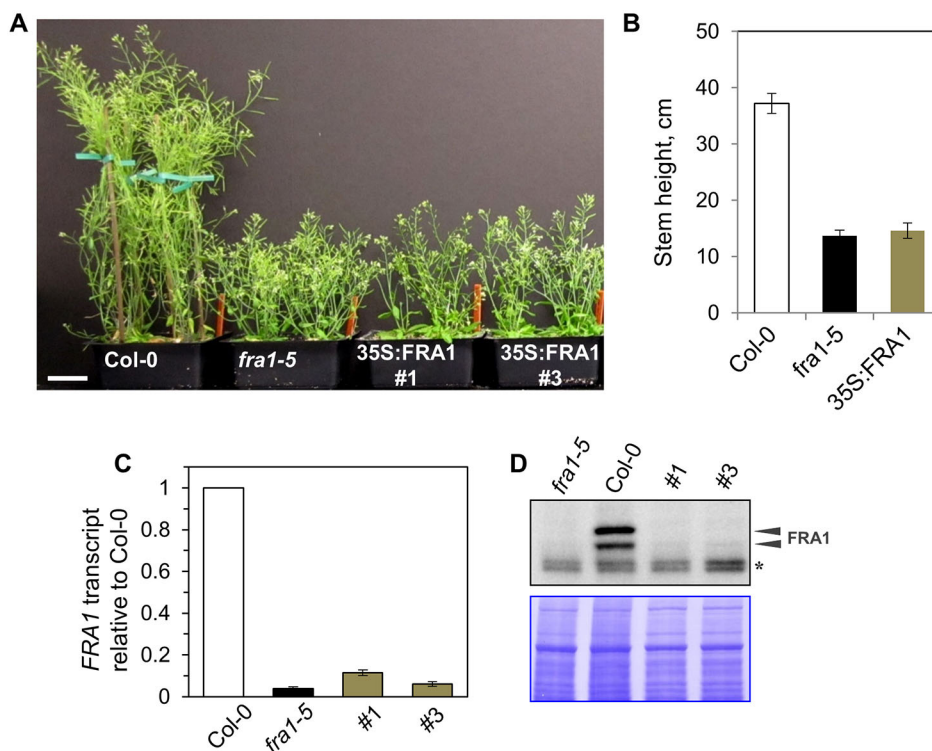 A
Col-0
fra1-5
35S:FRA1
#1
35S:FRA1
#3
B
Stem height, cm
50
40
30
20
10
0
Col-0
fra1-5
35S:FRA1
C
FRA1 transcript
relative to Col-0
1
0.8
0.6
0.4
0.2
0
Col-0
fra1-5
#1
#3
D
fra1-5
Col-0
#1
#3
FRA1
*